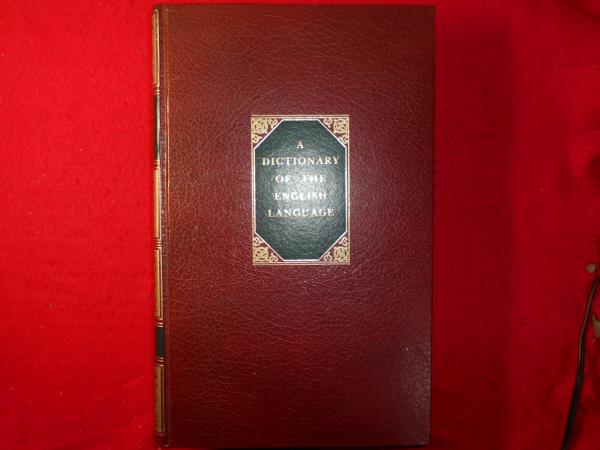 A
DICTIONARY
OF THE
ENGLISH
LANGUAGE